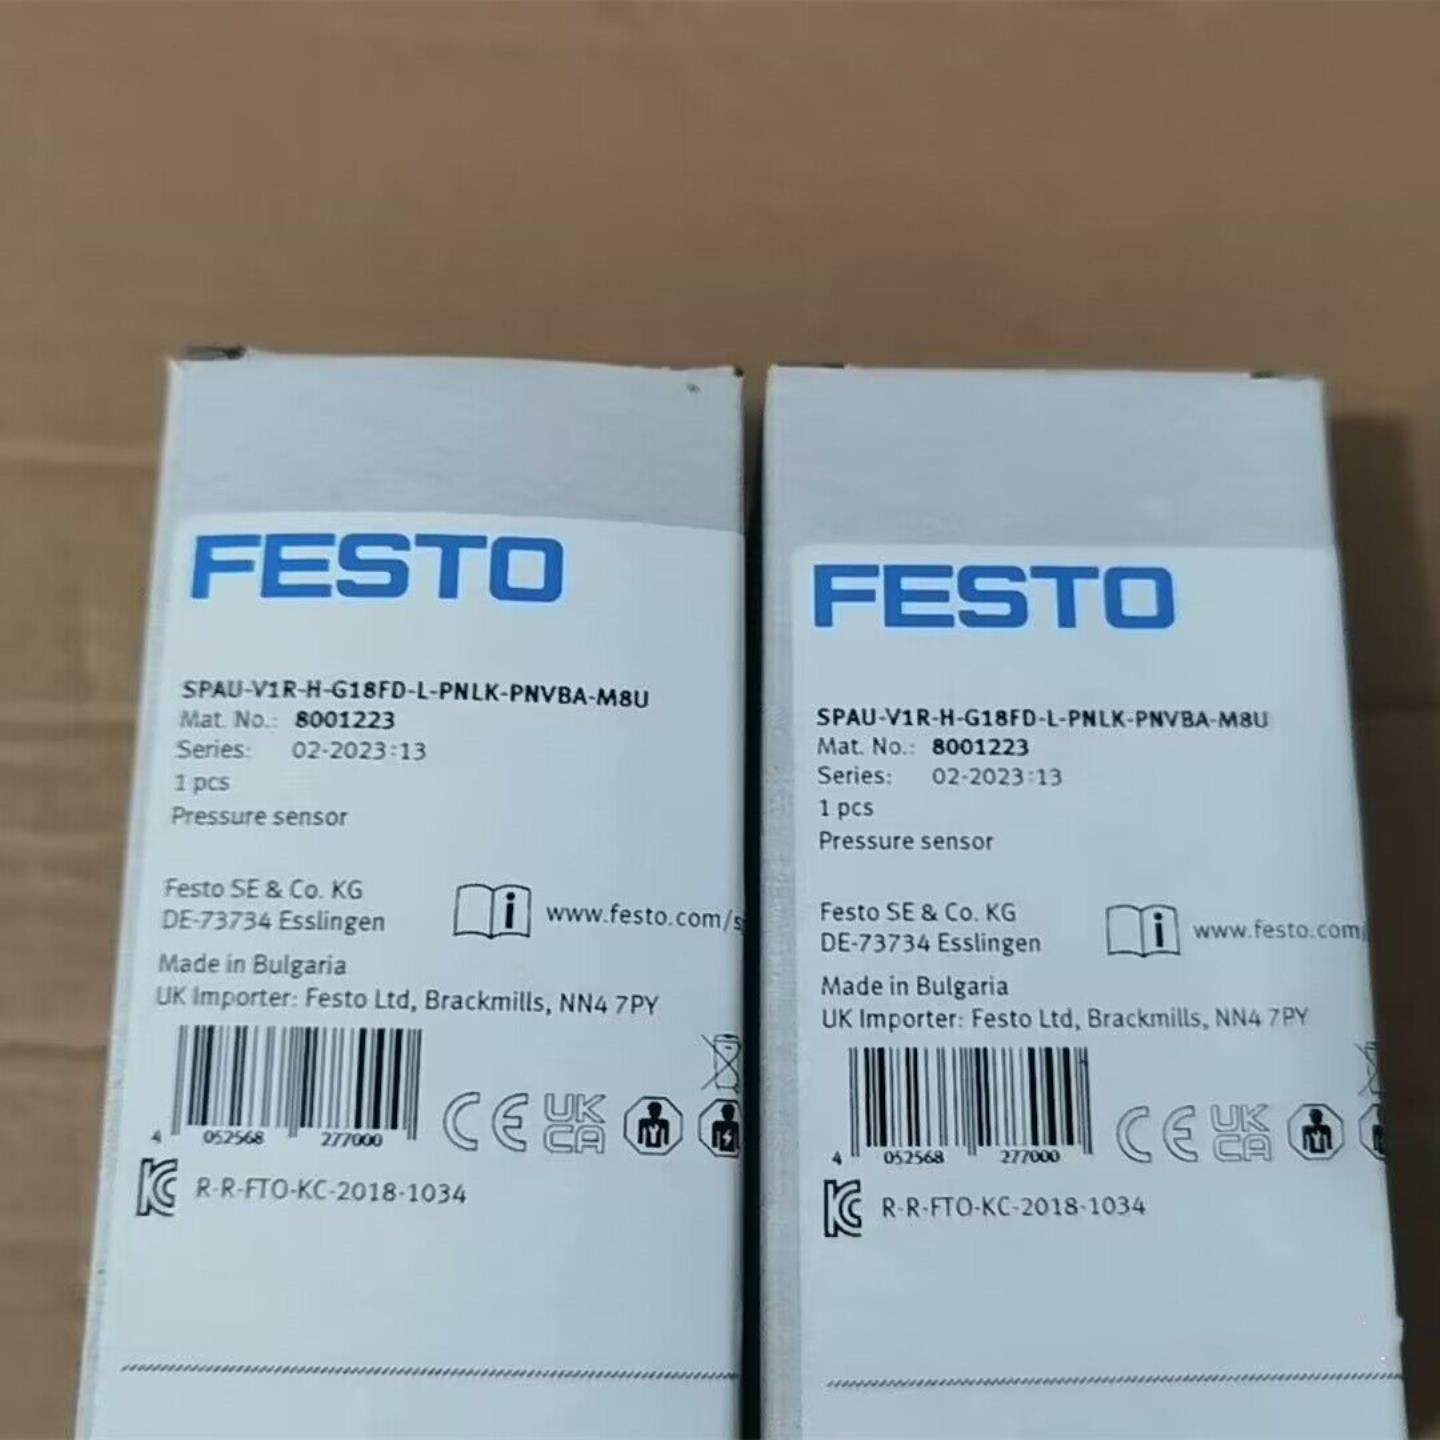 FESTO
SPAU-V1R-H-G18FD-L-PNLK-PNVBA-M8U
Mat. No.: 8001223
Series: 02-2023:13
1 pcs
Pressure sensor
Festo SE & Co. KG
DE-73734 Esslingen
www.festo.com/s
Made in Bulgaria
UK Importer: Festo Ltd, Brackmills, NN4 7PY
4 052568 277000
CE UK CA
R-R-FTO-KC-2018-1034
FESTO
SPAU-V1R-H-G18FD-L-PNLK-PNVBA-M8U
Mat. No.: 8001223
Series: 02-2023:13
1 pcs
Pressure sensor
Festo SE & Co. KG
DE-73734 Esslingen
www.festo.com/
Made in Bulgaria
UK Importer: Festo Ltd, Brackmills, NN4 7PY
4 052568 277000
CE UK CA
R-R-FTO-KC-2018-1034